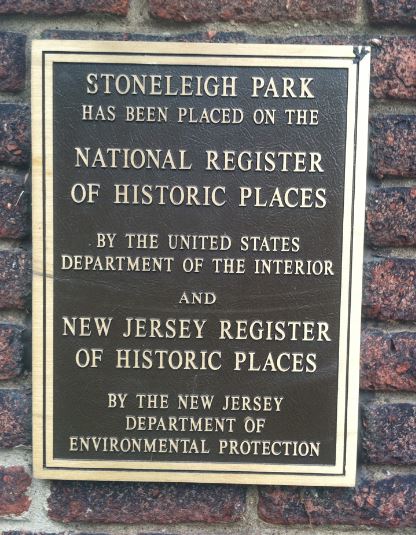 STONELEIGH PARK
HAS BEEN PLACED ON THE
NATIONAL REGISTER
OF HISTORIC PLACES
BY THE UNITED STATES
DEPARTMENT OF THE INTERIOR
AND
NEW JERSEY REGISTER
OF HISTORIC PLACES
BY THE NEW JERSEY
DEPARTMENT OF
ENVIRONMENTAL PROTECTION